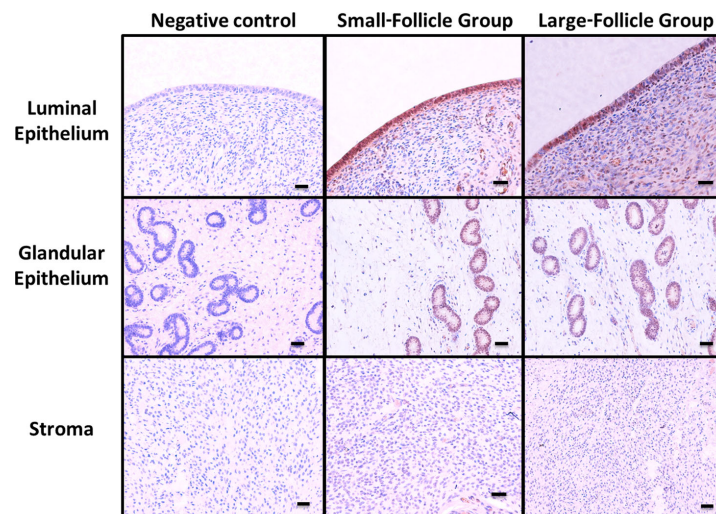 Negative control
Small-Follicle Group
Large-Follicle Group
Luminal
Epithelium
Glandular
Epithelium
Stroma